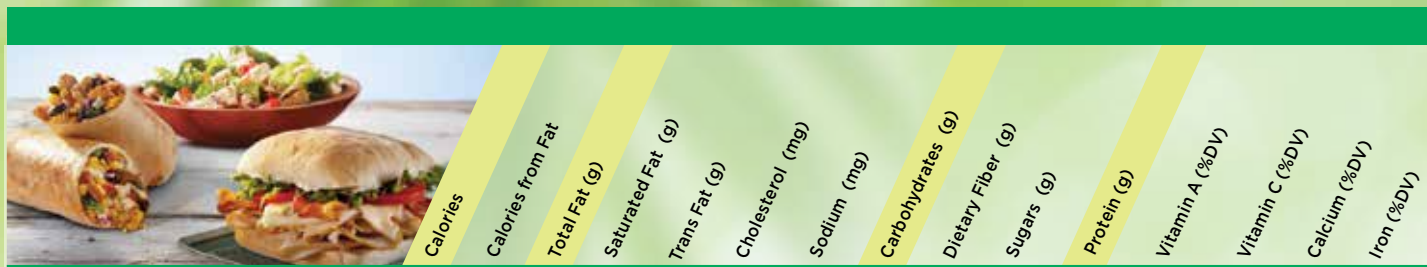 Calories
Calories from Fat
Total Fat (g)
Saturated Fat (g)
Trans Fat (g)
Cholesterol (mg)
Sodium (mg)
Carbohydrates (g)
Dietary Fiber (g)
Sugars (g)
Protein (g)
Vitamin A (%DV)
Vitamin C (%DV)
Calcium (%DV)
Iron (%DV)